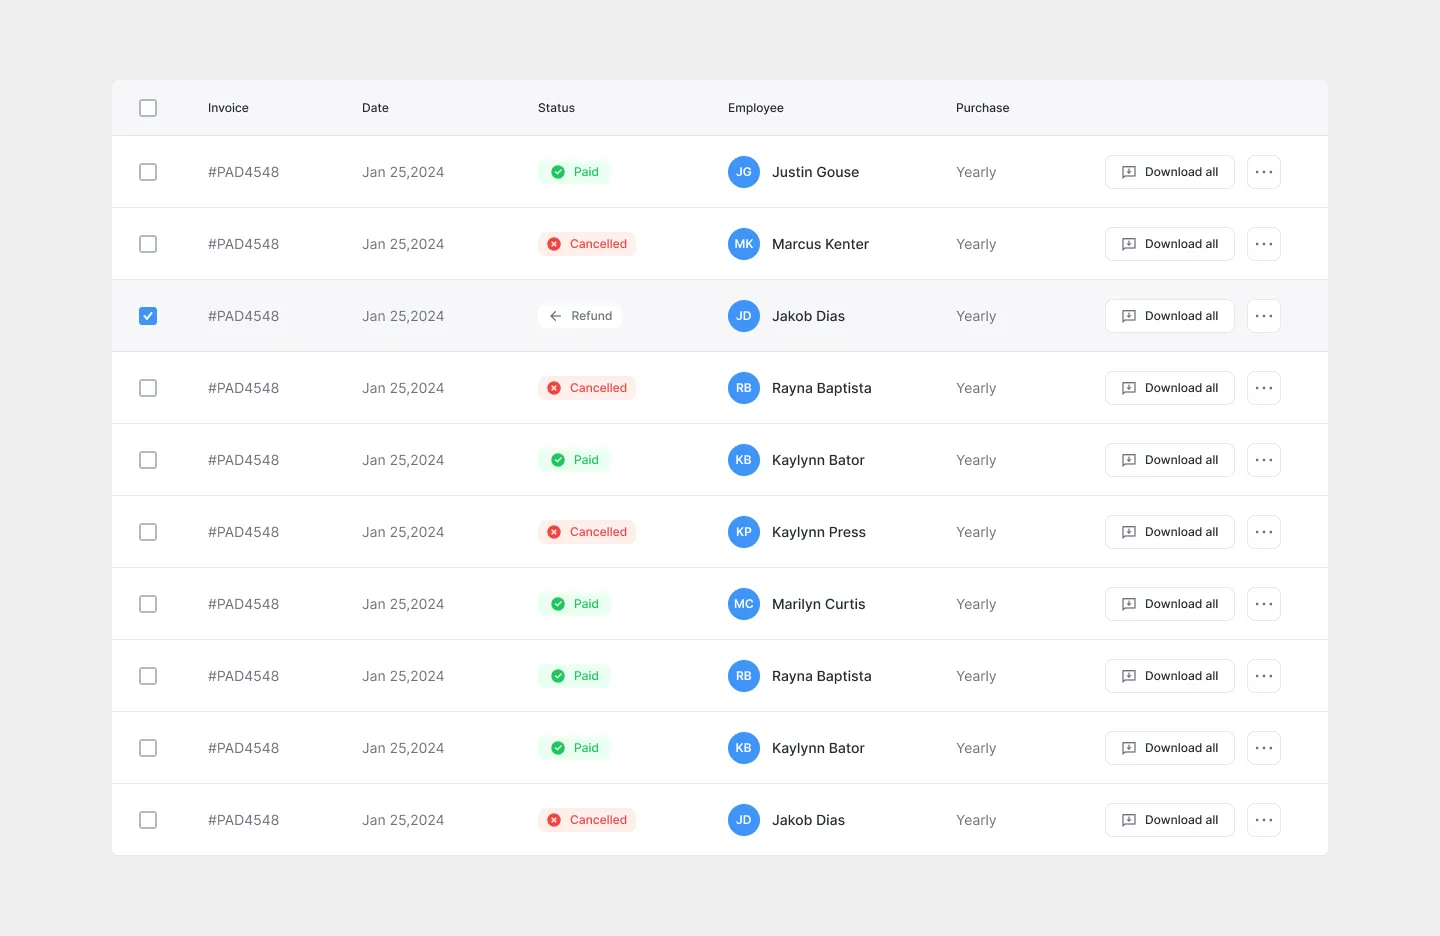 Invoice Date Status Employee Purchase
#PAD4548 Jan 25,2024 Paid JG Justin Gouse Yearly Download all
#PAD4548 Jan 25,2024 Cancelled MK Marcus Kenter Yearly Download all
#PAD4548 Jan 25,2024 Refund JD Jakob Dias Yearly Download all
#PAD4548 Jan 25,2024 Cancelled RB Rayna Baptista Yearly Download all
#PAD4548 Jan 25,2024 Paid KB Kaylynn Bator Yearly Download all
#PAD4548 Jan 25,2024 Cancelled KP Kaylynn Press Yearly Download all
#PAD4548 Jan 25,2024 Paid MC Marilyn Curtis Yearly Download all
#PAD4548 Jan 25,2024 Paid RB Rayna Baptista Yearly Download all
#PAD4548 Jan 25,2024 Paid KB Kaylynn Bator Yearly Download all
#PAD4548 Jan 25,2024 Cancelled JD Jakob Dias Yearly Download all